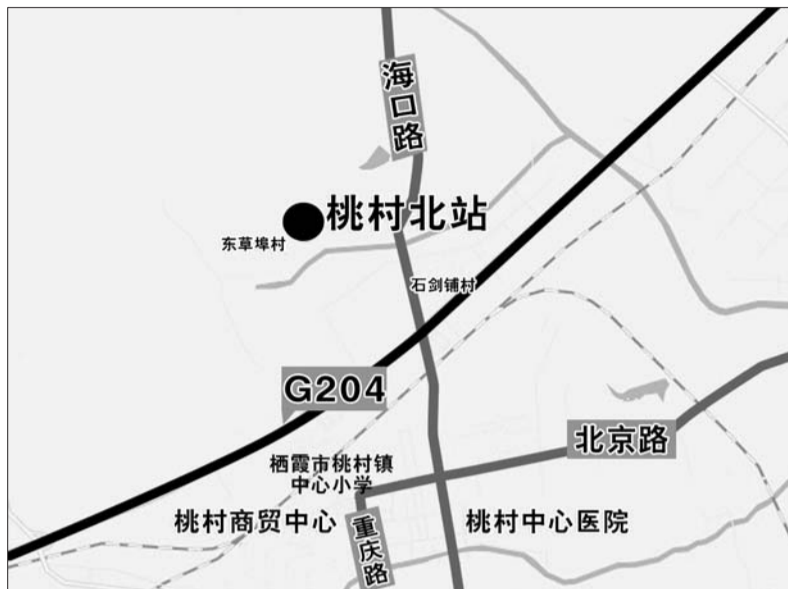 海口路
桃村北站
东草埠村
石剑铺村
G204
北京路
栖霞市桃村镇
中心小学
桃村商贸中心
桃村中心医院
重庆路